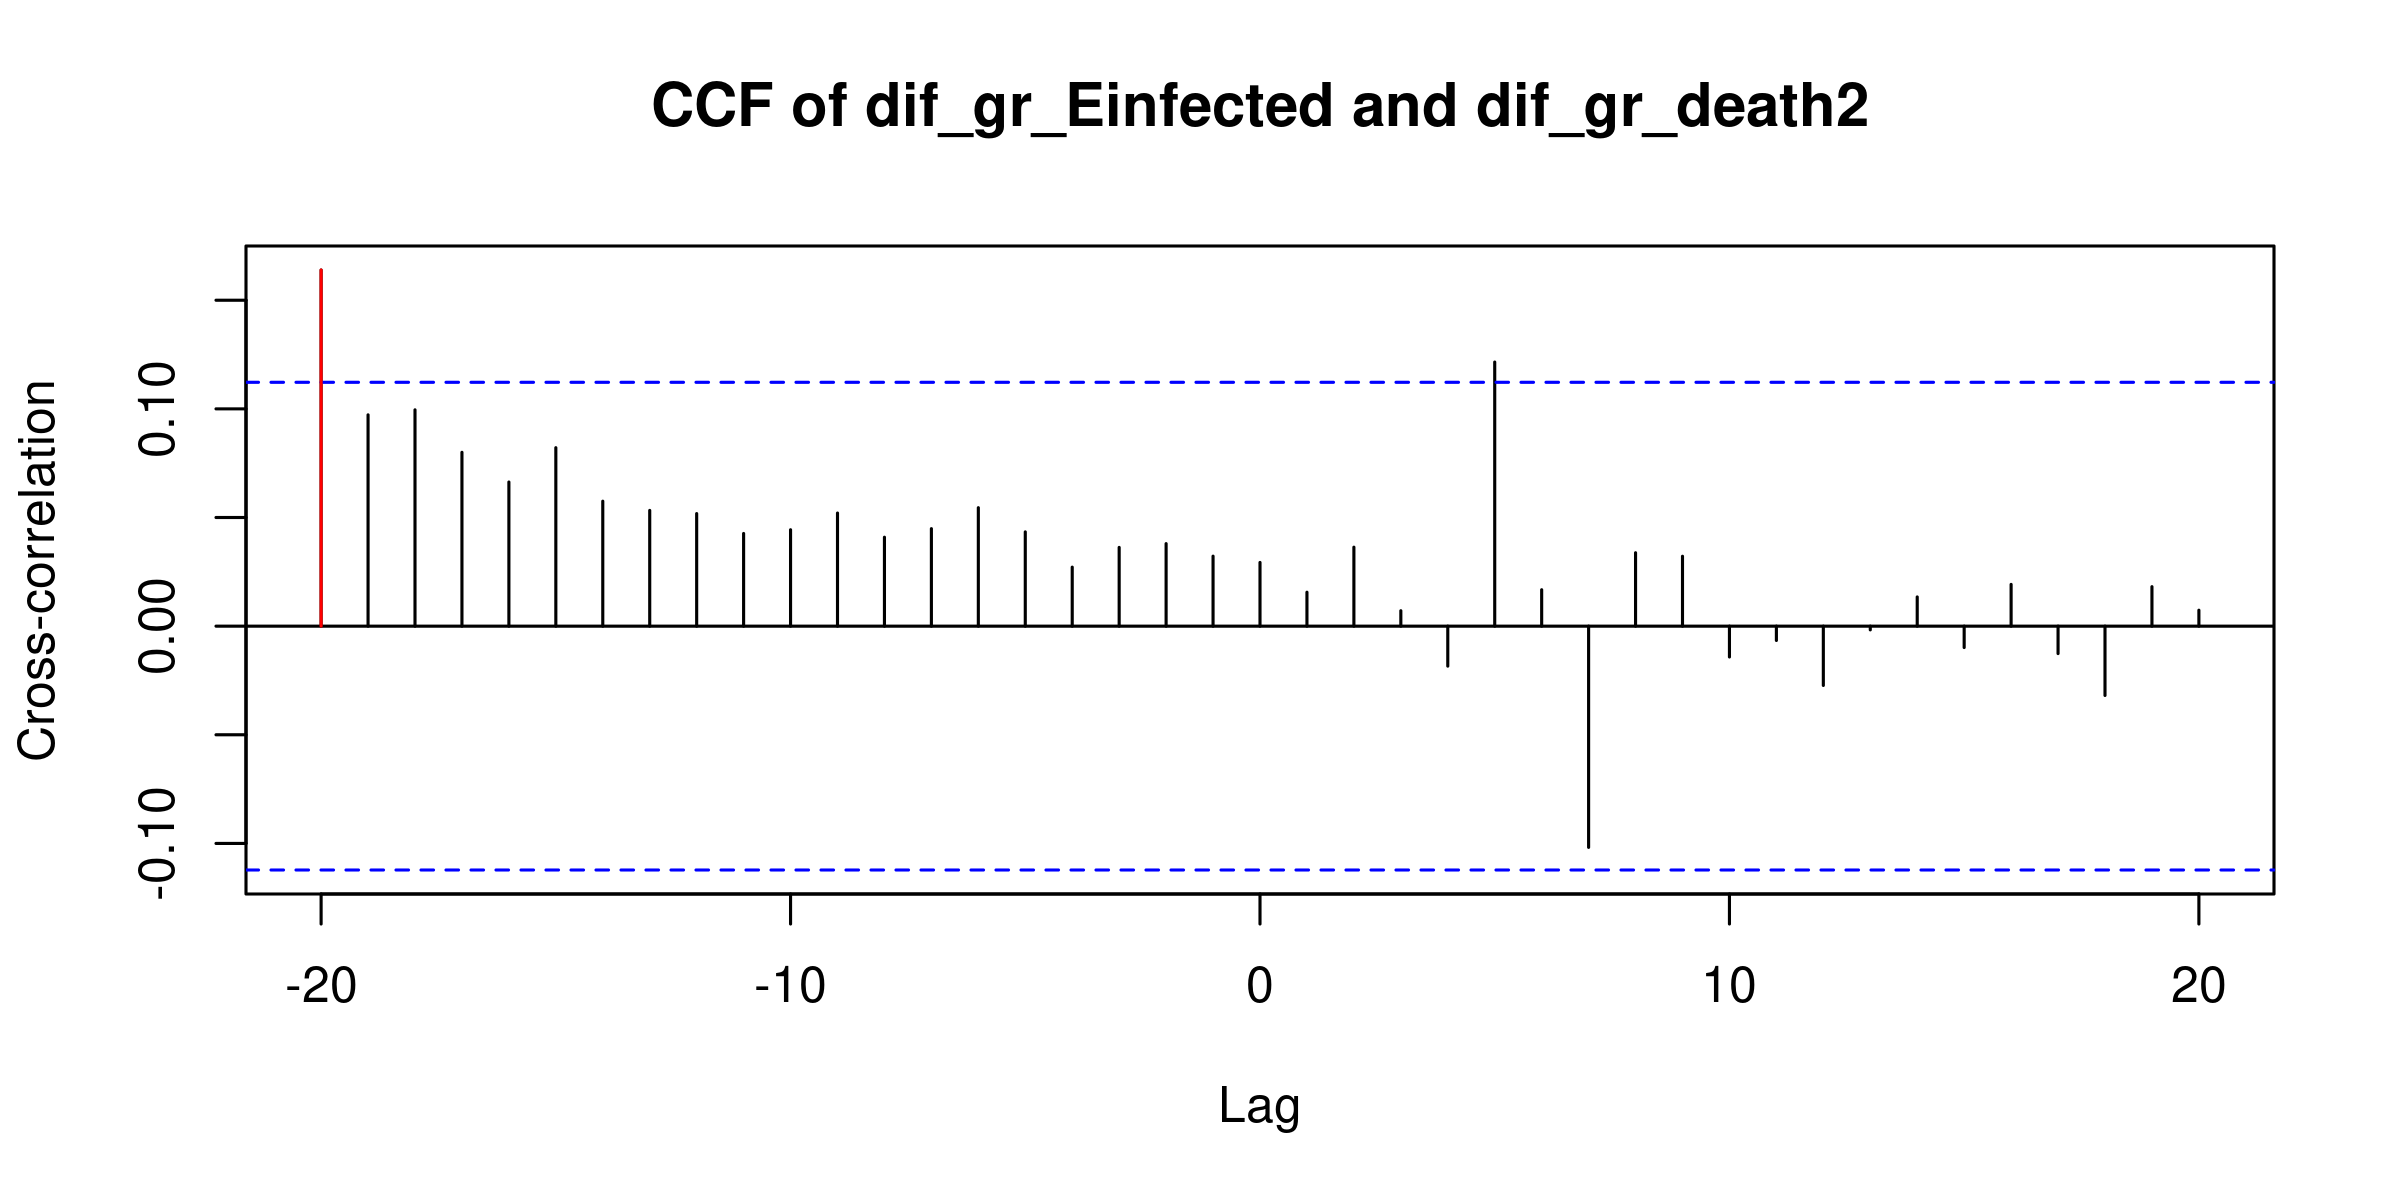 CCF of dif_gr_Einfected and dif_gr_death2
Cross-correlation
0.10
0.00
-0.10
-20 -10 0 10 20
Lag